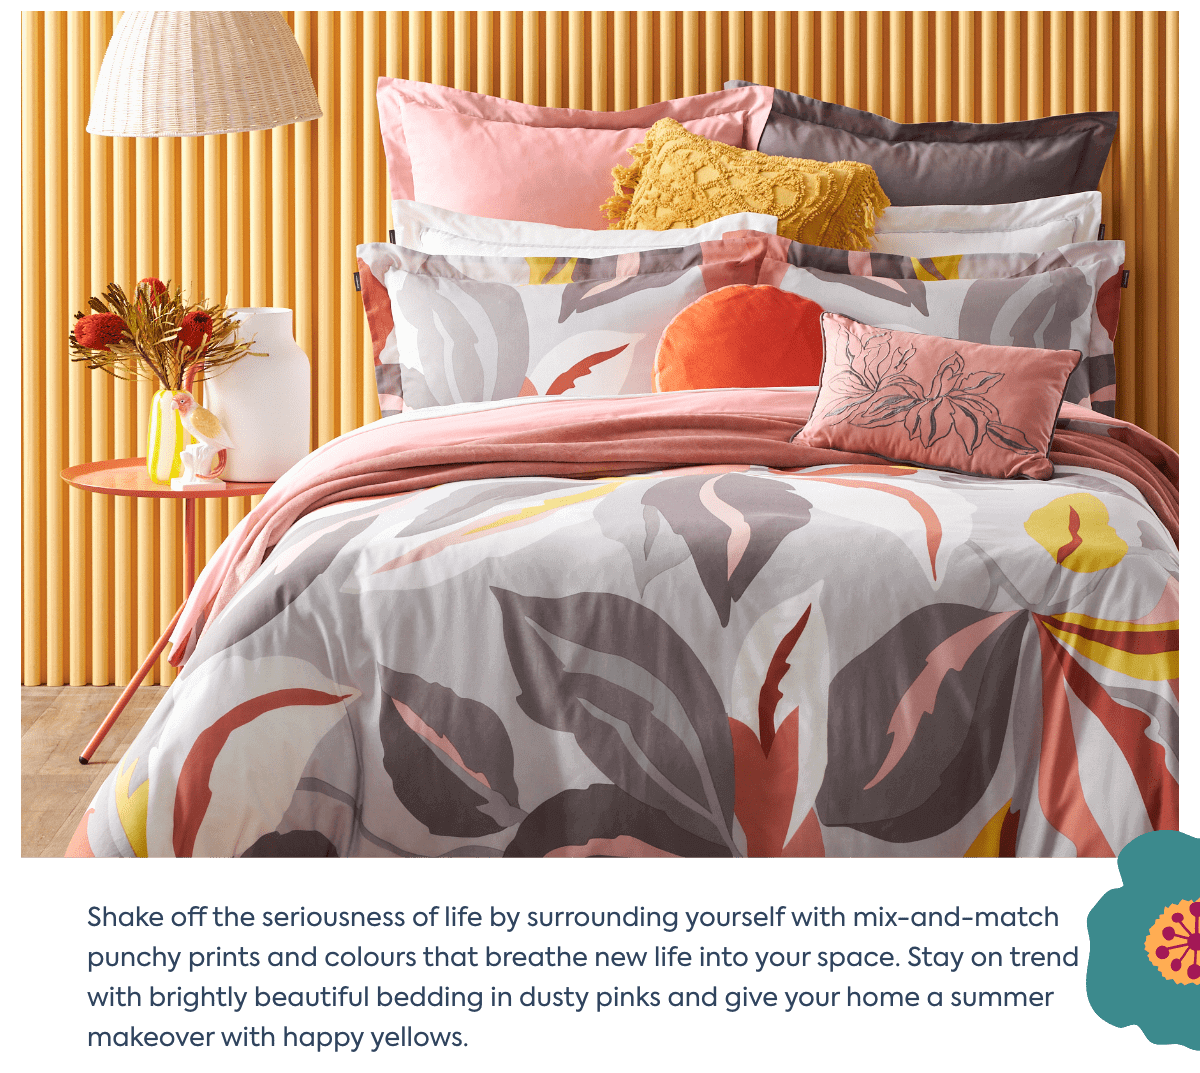 Shake off the seriousness of life by surrounding yourself with mix-and-match
punchy prints and colours that breathe new life into your space. Stay on trend
with brightly beautiful bedding in dusty pinks and give your home a summer
makeover with happy yellows.